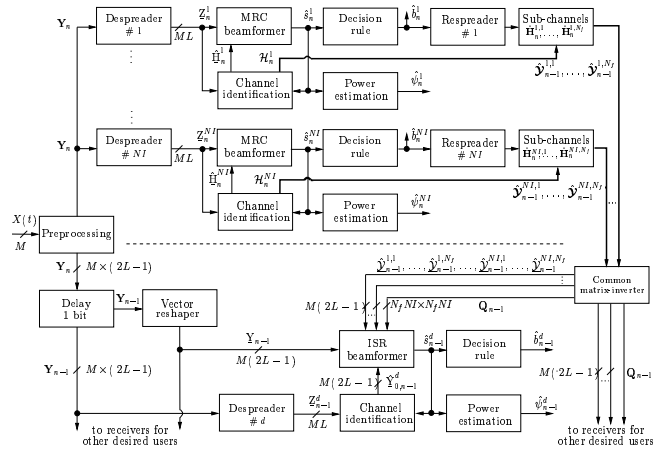 Y_n
Despreader
# 1
ML
Z_n^1
MRC
beamformer
ŝ_n^1
Decision
rule
b̂_n^1
Respreader
# 1
Sub-channels
Ĥ_n^{1,1},…, Ĥ_n^{1,N_f}
Ĥ_n^1
ℋ_n^1
Channel
identification
Power
estimation
ψ̂_n^1
Ŷ_{n−1}^{1,1},…, Ŷ_{n−1}^{1,N_f}
Y_n
Despreader
# NI
ML
Z_n^{NI}
MRC
beamformer
ŝ_n^{NI}
Decision
rule
b̂_n^{NI}
Respreader
# NI
Sub-channels
Ĥ_n^{NI,1},…, Ĥ_n^{NI,N_f}
Ĥ_n^{NI}
ℋ_n^{NI}
Channel
identification
Power
estimation
ψ̂_n^{NI}
Ŷ_{n−1}^{NI,1},…, Ŷ_{n−1}^{NI,N_f}
X(t)
M
Preprocessing
Y_n
M×(2L−1)
Ŷ_{n−1}^{1,1},…, Ŷ_{n−1}^{1,N_f},…, Ŷ_{n−1}^{NI,1},…, Ŷ_{n−1}^{NI,N_f}
Common
matrix-inverter
Delay
1 bit
Y_{n−1}
Vector
reshaper
M(2L−1)
N_f NI×N_f NI
Q_{n−1}
Y_{n−1}
M(2L−1)
ISR
beamformer
ŝ_{n−1}^d
Decision
rule
b̂_{n−1}^d
Y_{n−1}
M×(2L−1)
M(2L−1)
Ŷ_{0,n−1}^d
M(2L−1)
Q_{n−1}
Despreader
# d
Z_{n−1}^d
ML
Channel
identification
Power
estimation
ψ̂_{n−1}^d
to receivers for
other desired users
to receivers for
other desired users